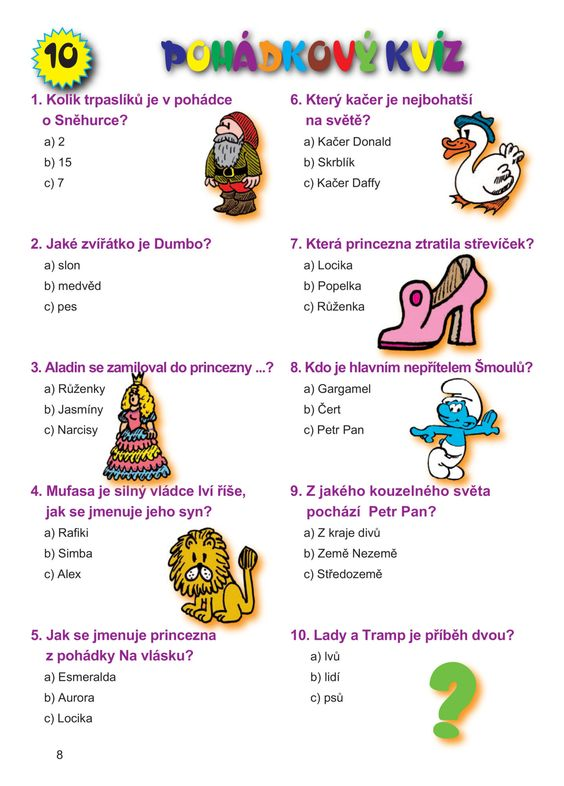 10
POHÁDKOVÝ KVÍZ
1. Kolik trpaslíků je v pohádce
o Sněhurce?
a) 2
b) 15
c) 7
2. Jaké zvířátko je Dumbo?
a) slon
b) medvěd
c) pes
3. Aladin se zamiloval do princezny ...?
a) Růženky
b) Jasmíny
c) Narcisy
4. Mufasa je silný vládce lví říše,
jak se jmenuje jeho syn?
a) Rafiki
b) Simba
c) Alex
5. Jak se jmenuje princezna
z pohádky Na vlásku?
a) Esmeralda
b) Aurora
c) Locika
6. Který kačer je nejbohatší
na světě?
a) Kačer Donald
b) Skrblík
c) Kačer Daffy
7. Která princezna ztratila střevíček?
a) Locika
b) Popelka
c) Růženka
8. Kdo je hlavním nepřítelem Šmoulů?
a) Gargamel
b) Čert
c) Petr Pan
9. Z jakého kouzelného světa
pochází Petr Pan?
a) Z kraje divů
b) Země Nezemě
c) Středozemě
10. Lady a Tramp je příběh dvou?
a) lvů
b) lidí
c) psů
?
8